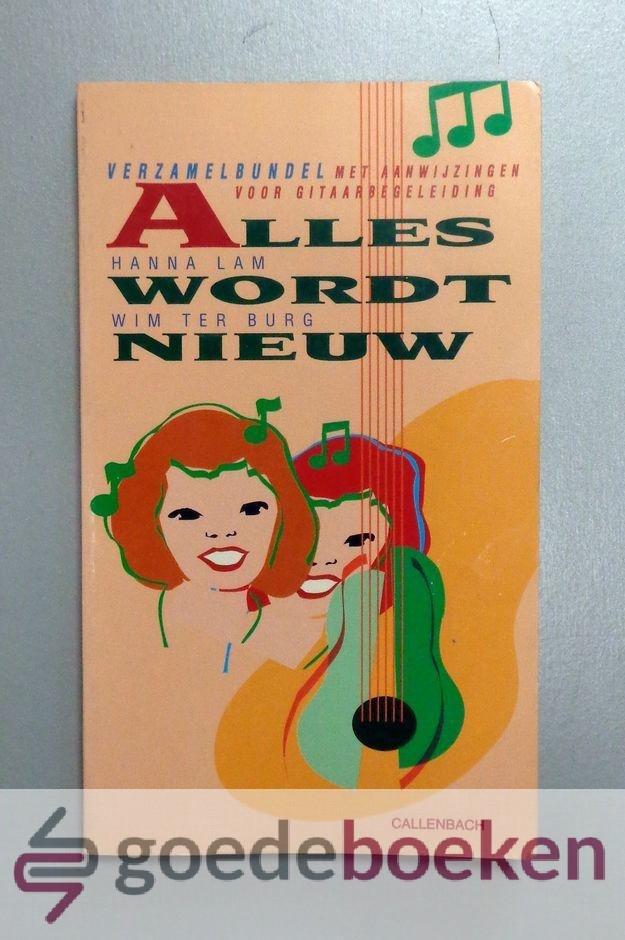 VERZAMELBUNDEL MET AANWIJZINGEN
VOOR GITAARBEGELEIDING
ALLES
HANNA LAM
WORDT
WIM TER BURG
NIEUW
CALLENBACH
goedeboeken